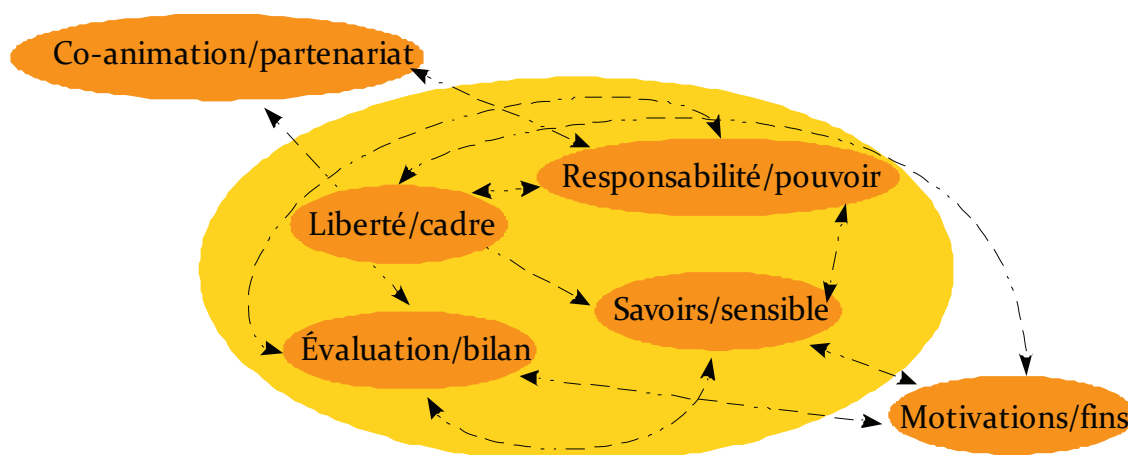 Co-animation/partenariat
Responsabilité/pouvoir
Liberté/cadre
Savoirs/sensible
Évaluation/bilan
Motivations/fins